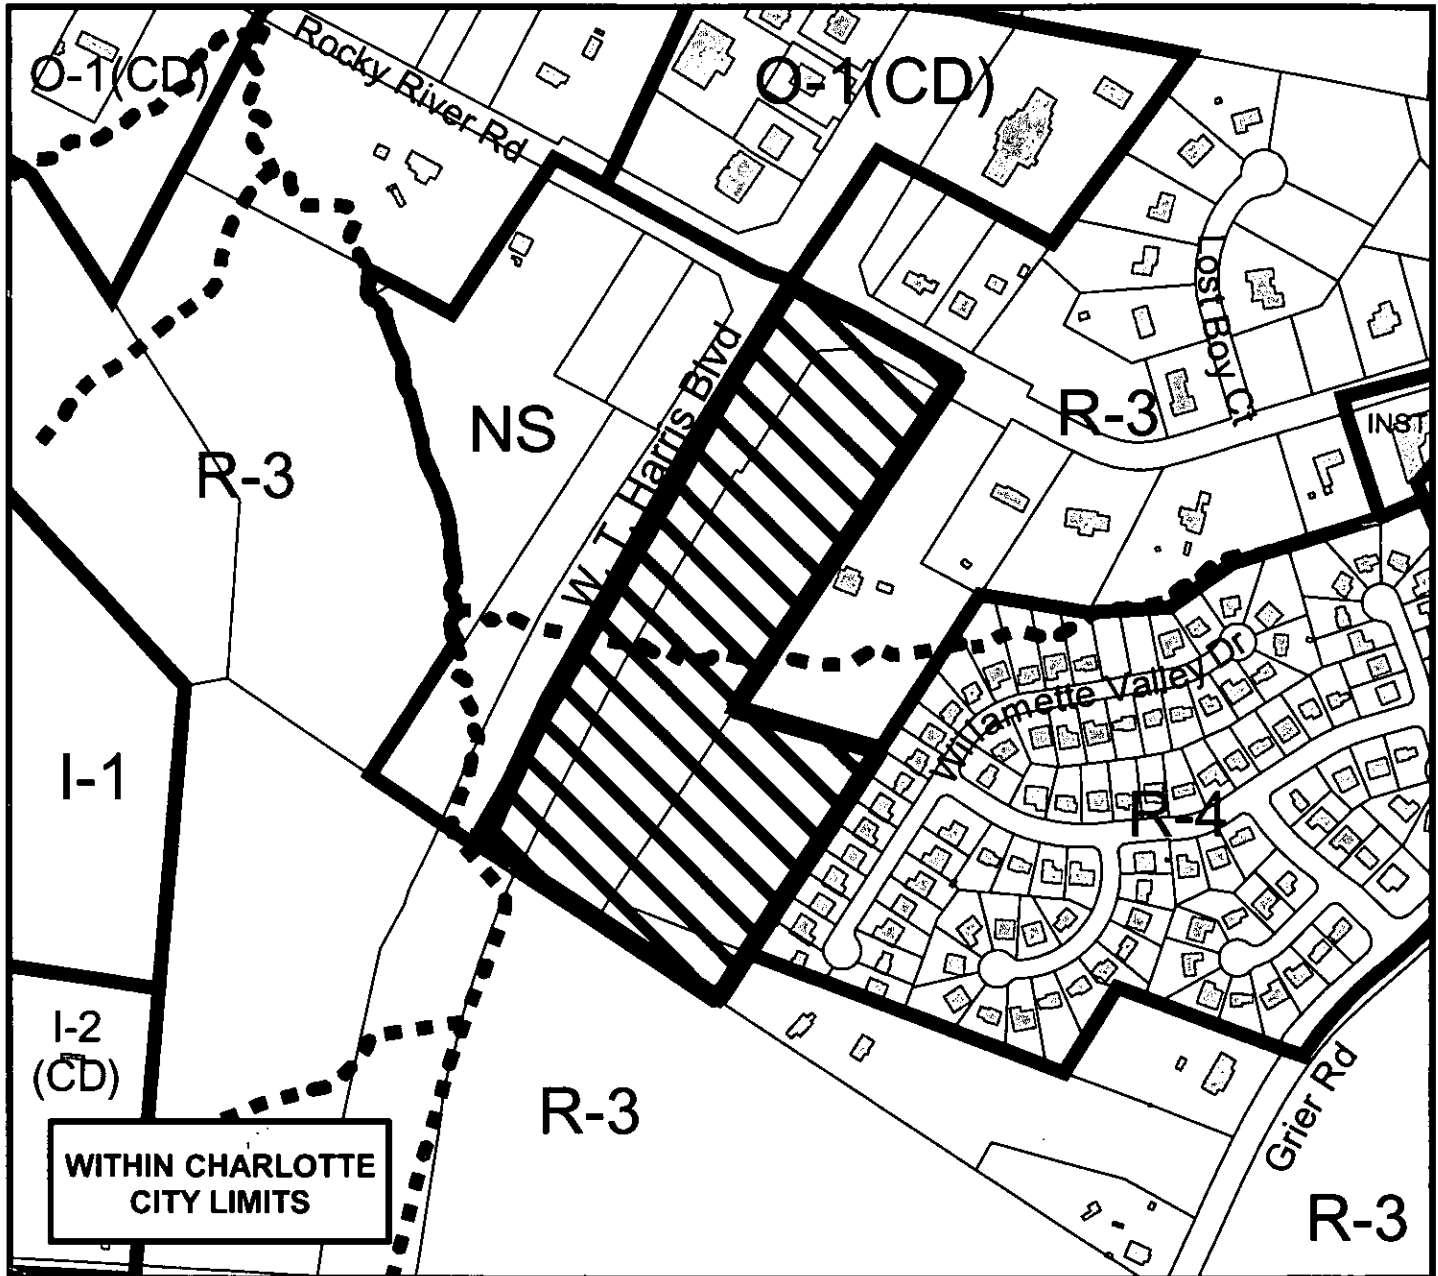 O-1(CD)
Rocky River Rd
O-1(CD)
Lost Boy Ct
W. T. Harris Blvd
NS
R-3
INST
R-3
Willamette Valley Dr
I-1
R-4
I-2
(CD)
R-3
Grier Rd
WITHIN CHARLOTTE
CITY LIMITS
R-3